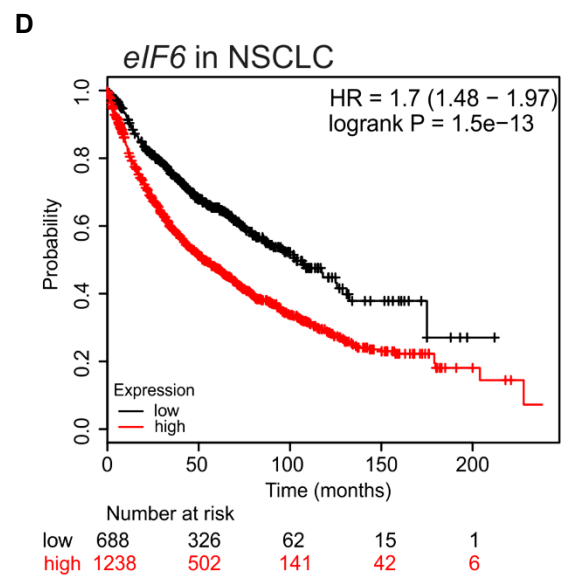 D
eIF6 in NSCLC
HR = 1.7 (1.48 − 1.97)
logrank P = 1.5e−13
Probability
1.0
0.8
0.6
0.4
0.2
0.0
Expression
low
high
0 50 100 150 200
Time (months)
Number at risk
low 688 326 62 15 1
high 1238 502 141 42 6